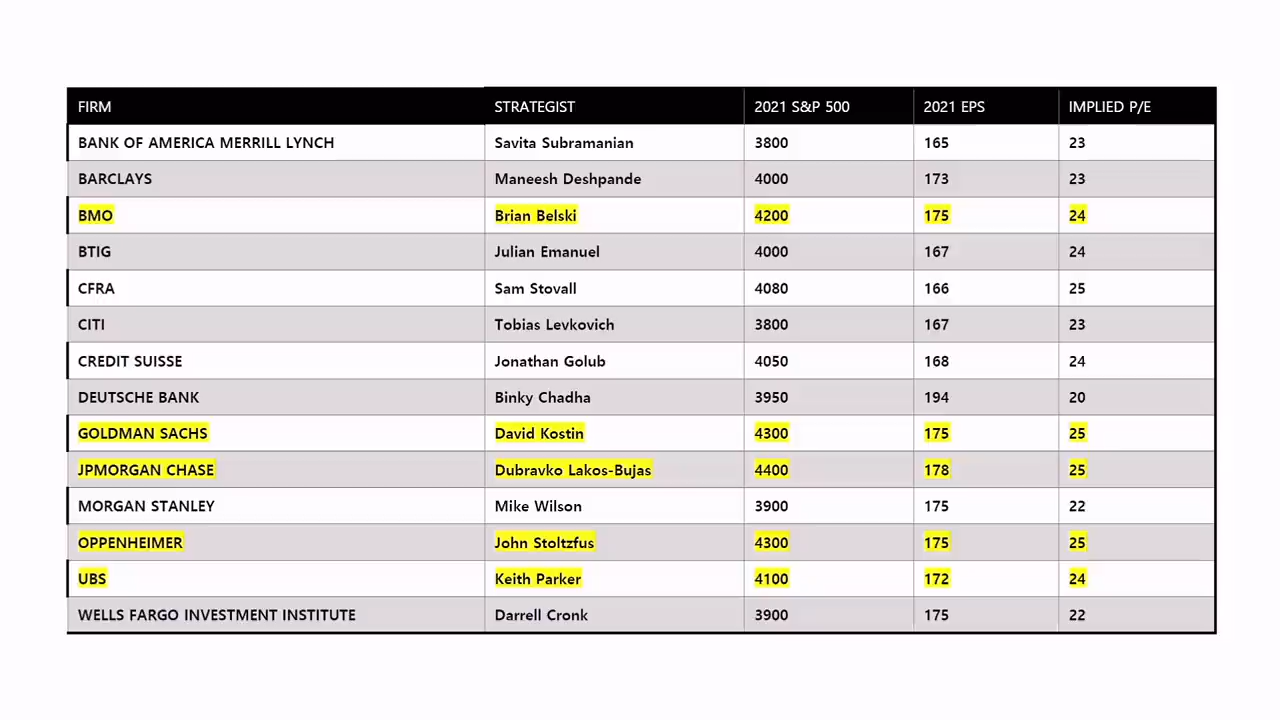 FIRM STRATEGIST 2021 S&P 500 2021 EPS IMPLIED P/E
BANK OF AMERICA MERRILL LYNCH Savita Subramanian 3800 165 23
BARCLAYS Maneesh Deshpande 4000 173 23
BMO Brian Belski 4200 175 24
BTIG Julian Emanuel 4000 167 24
CFRA Sam Stovall 4080 166 25
CITI Tobias Levkovich 3800 167 23
CREDIT SUISSE Jonathan Golub 4050 168 24
DEUTSCHE BANK Binky Chadha 3950 194 20
GOLDMAN SACHS David Kostin 4300 175 25
JPMORGAN CHASE Dubravko Lakos-Bujas 4400 178 25
MORGAN STANLEY Mike Wilson 3900 175 22
OPPENHEIMER John Stoltzfus 4300 175 25
UBS Keith Parker 4100 172 24
WELLS FARGO INVESTMENT INSTITUTE Darrell Cronk 3900 175 22